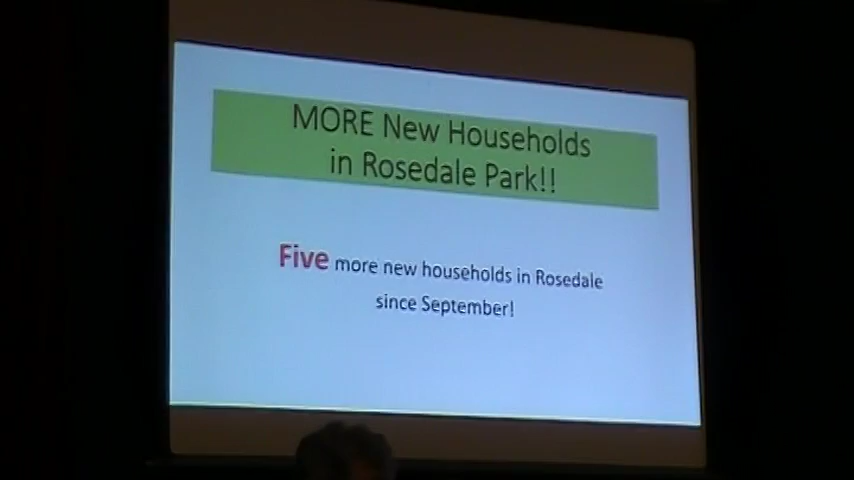 MORE New Households
in Rosedale Park!!
Five more new households in Rosedale
since September!